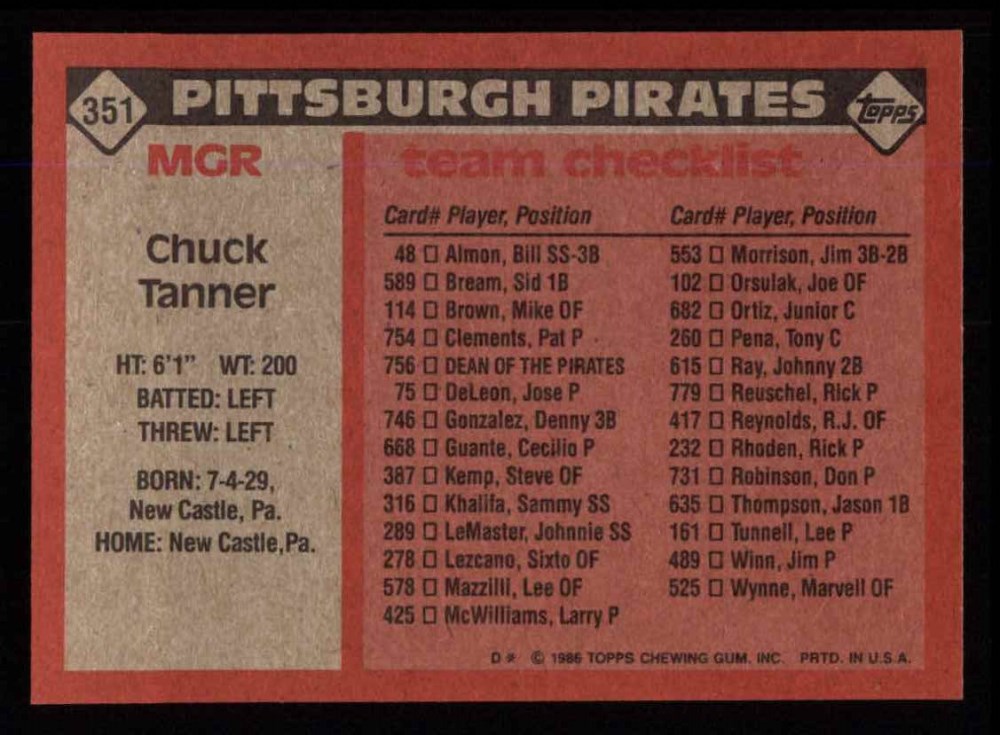 351 PITTSBURGH PIRATES topps
MGR
Chuck
Tanner
HT: 6'1" WT: 200
BATTED: LEFT
THREW: LEFT
BORN: 7-4-29,
New Castle, Pa.
HOME: New Castle, Pa.
team checklist
Card# Player, Position
48 □ Almon, Bill SS-3B
589 □ Bream, Sid 1B
114 □ Brown, Mike OF
754 □ Clements, Pat P
756 □ DEAN OF THE PIRATES
75 □ DeLeon, Jose P
746 □ Gonzalez, Denny 3B
668 □ Guante, Cecilio P
387 □ Kemp, Steve OF
316 □ Khalifa, Sammy SS
289 □ LeMaster, Johnnie SS
278 □ Lezcano, Sixto OF
578 □ Mazzilli, Lee OF
425 □ McWilliams, Larry P
Card# Player, Position
553 □ Morrison, Jim 3B-2B
102 □ Orsulak, Joe OF
682 □ Ortiz, Junior C
260 □ Pena, Tony C
615 □ Ray, Johnny 2B
779 □ Reuschel, Rick P
417 □ Reynolds, R.J. OF
232 □ Rhoden, Rick P
731 □ Robinson, Don P
635 □ Thompson, Jason 1B
161 □ Tunnell, Lee P
489 □ Winn, Jim P
525 □ Wynne, Marvell OF
D* © 1986 TOPPS CHEWING GUM, INC. PRTD. IN U.S.A.